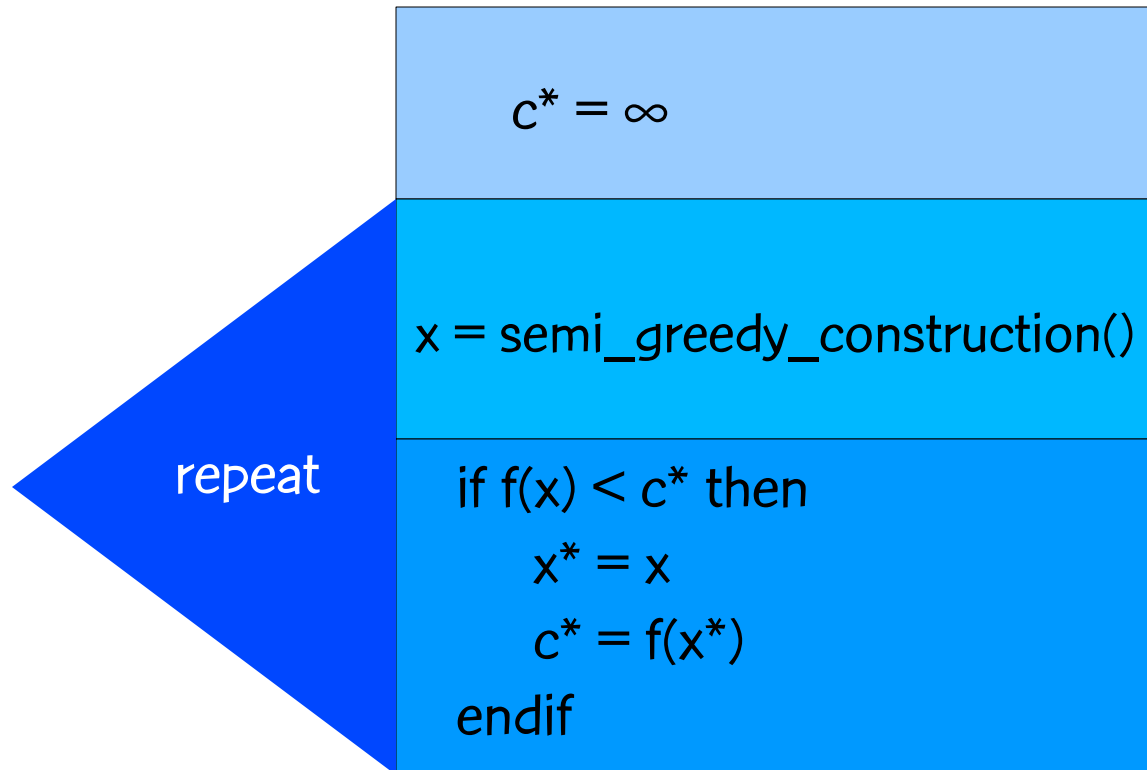 c* = ∞
x = semi_greedy_construction()
repeat
if f(x) < c* then
x* = x
c* = f(x*)
endif